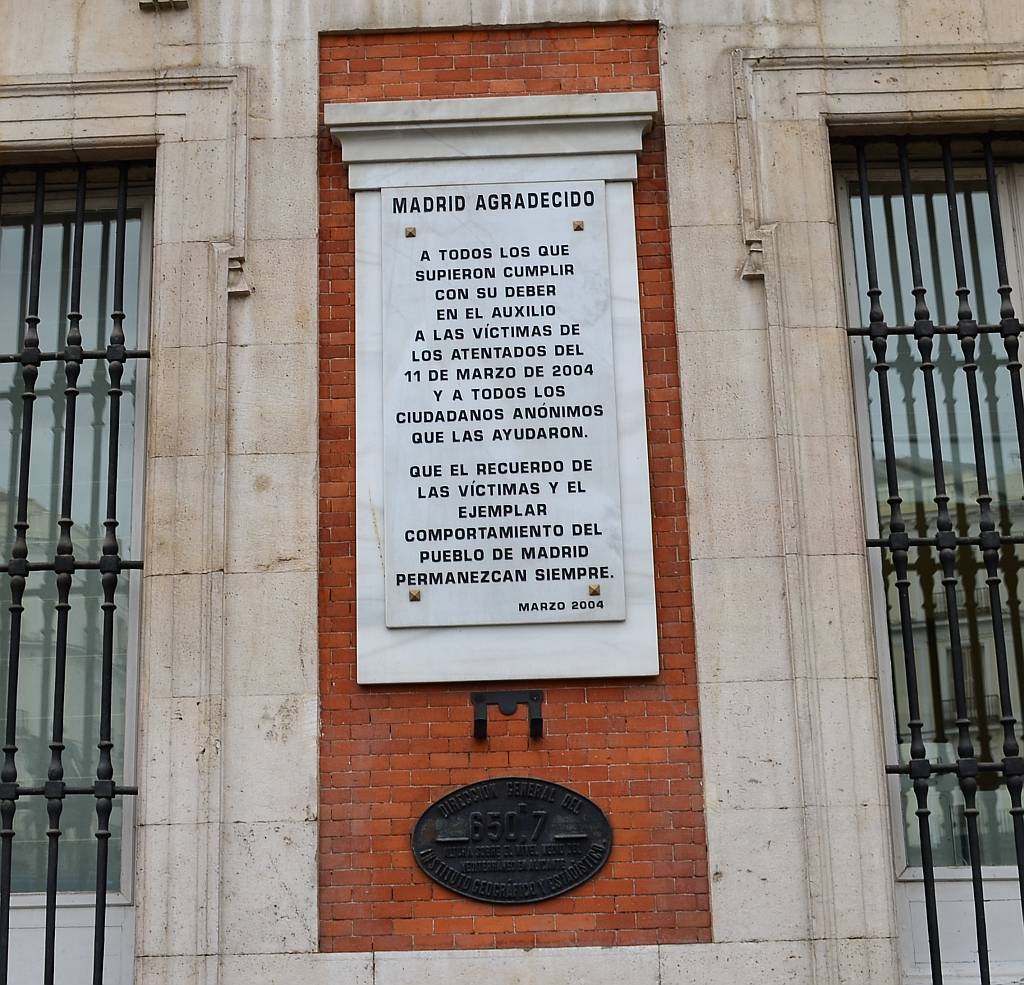 MADRID AGRADECIDO
A TODOS LOS QUE
SUPIERON CUMPLIR
CON SU DEBER
EN EL AUXILIO
A LAS VÍCTIMAS DE
LOS ATENTADOS DEL
11 DE MARZO DE 2004
Y A TODOS LOS
CIUDADANOS ANÓNIMOS
QUE LAS AYUDARON.
QUE EL RECUERDO DE
LAS VÍCTIMAS Y EL
EJEMPLAR
COMPORTAMIENTO DEL
PUEBLO DE MADRID
PERMANEZCAN SIEMPRE.
MARZO 2004
DIRECCION GENERAL DEL
650.7
INSTITUTO GEOGRÁFICO Y ESTADÍSTICO